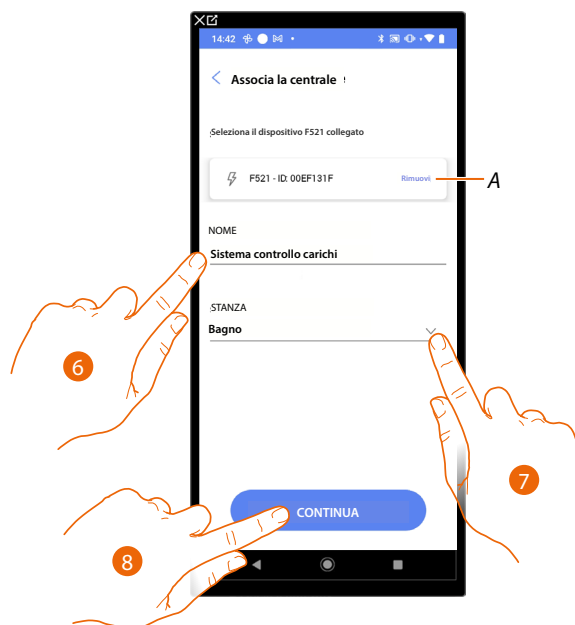 14:42
Associa la centrale
Seleziona il dispositivo F521 collegato
F521 - ID: 00EF131F Rimuovi
A
NOME
Sistema controllo carichi
STANZA
Bagno
6
7
CONTINUA
8